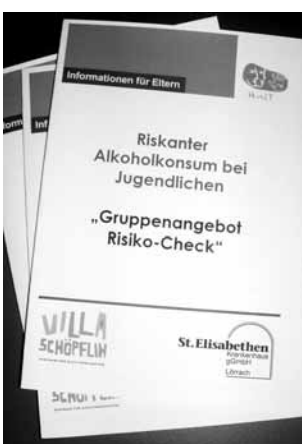 Informationen für Eltern
Riskanter
Alkoholkonsum bei
Jugendlichen
„Gruppenangebot
Risiko-Check“
VILLA
SCHÖPFLIN
St. Elisabethen
Krankenhaus
gGmbH
Lörrach